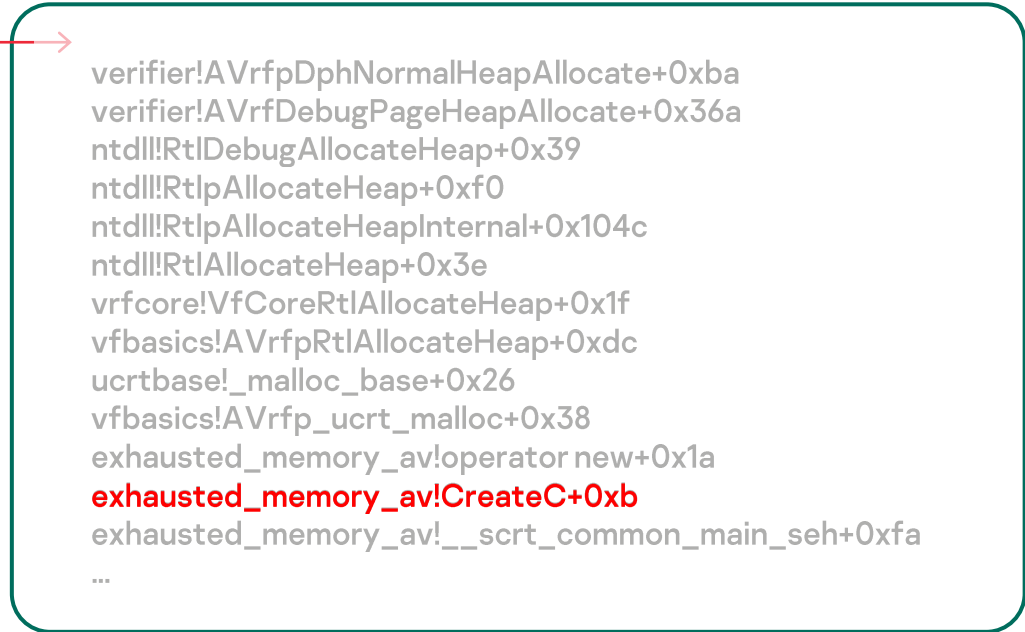 verifier!AVrfpDphNormalHeapAllocate+0xba
verifier!AVrfDebugPageHeapAllocate+0x36a
ntdll!RtlDebugAllocateHeap+0x39
ntdll!RtlpAllocateHeap+0xf0
ntdll!RtlpAllocateHeapInternal+0x104c
ntdll!RtlAllocateHeap+0x3e
vrfcore!VfCoreRtlAllocateHeap+0x1f
vfbasics!AVrfpRtlAllocateHeap+0xdc
ucrtbase!_malloc_base+0x26
vfbasics!AVrfp_ucrt_malloc+0x38
exhausted_memory_av!operator new+0x1a
exhausted_memory_av!CreateC+0xb
exhausted_memory_av!__scrt_common_main_seh+0xfa
...